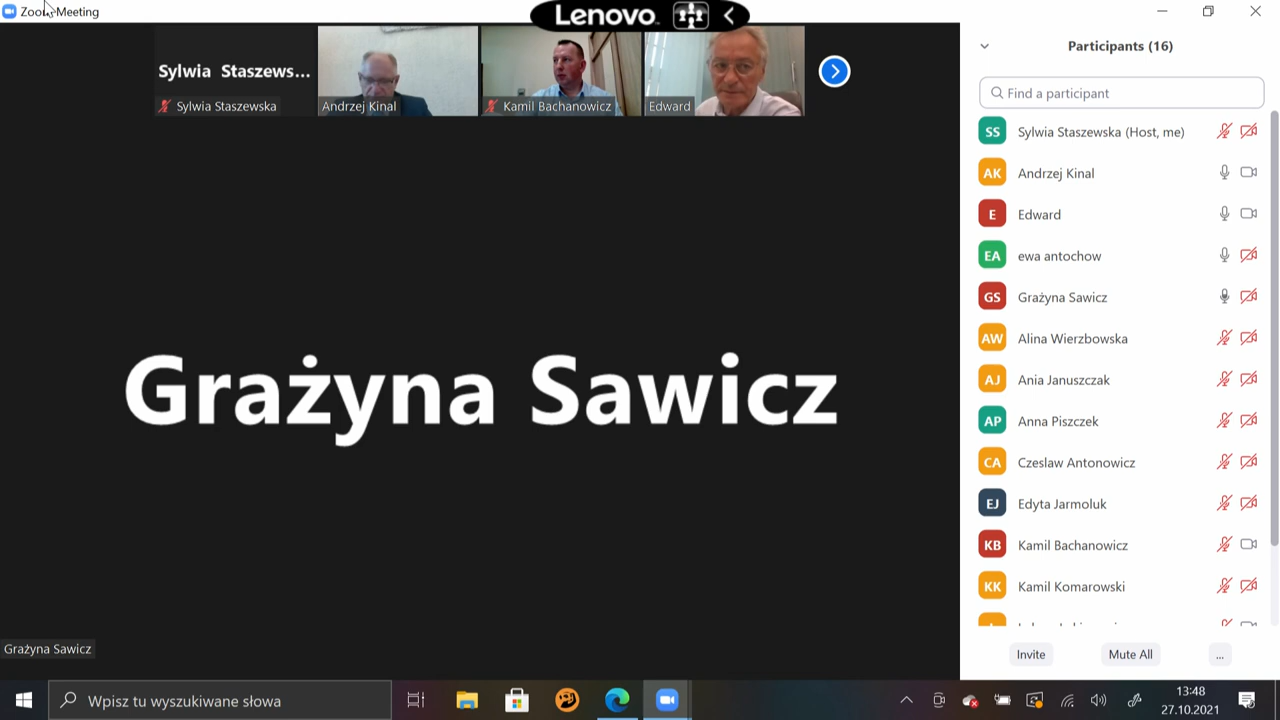 Zoom Meeting
Lenovo
Participants (16)
Sylwia Staszews...
Sylwia Staszewska
Andrzej Kinal
Kamil Bachanowicz
Edward
Find a participant
SS Sylwia Staszewska (Host, me)
AK Andrzej Kinal
E Edward
EA ewa antochow
GS Grażyna Sawicz
AW Alina Wierzbowska
AJ Ania Januszczak
AP Anna Piszczek
CA Czeslaw Antonowicz
EJ Edyta Jarmoluk
KB Kamil Bachanowicz
KK Kamil Komarowski
Grażyna Sawicz
Grażyna Sawicz
Invite
Mute All
...
Wpisz tu wyszukiwane słowa
13:48
27.10.2021